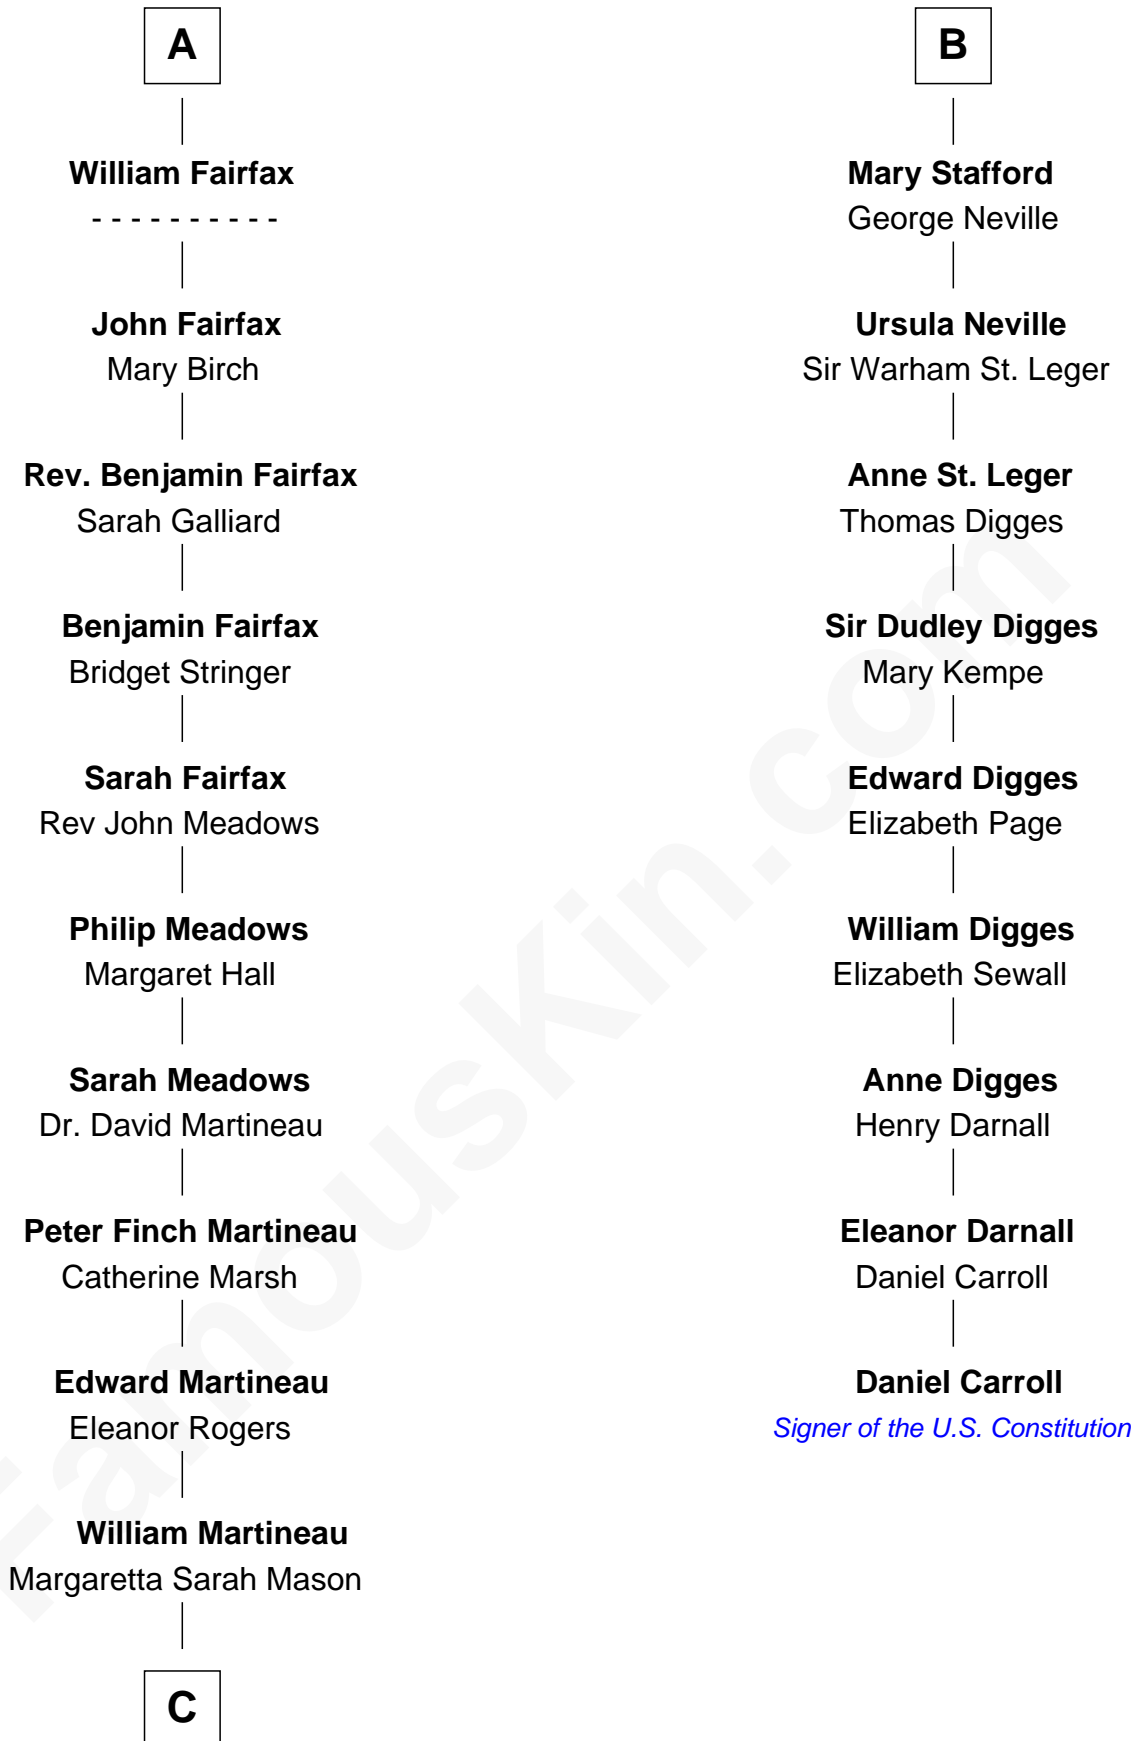 A
William Fairfax
- - - - - - - - - -
John Fairfax
Mary Birch
Rev. Benjamin Fairfax
Sarah Galliard
Benjamin Fairfax
Bridget Stringer
Sarah Fairfax
Rev John Meadows
Philip Meadows
Margaret Hall
Sarah Meadows
Dr. David Martineau
Peter Finch Martineau
Catherine Marsh
Edward Martineau
Eleanor Rogers
William Martineau
Margaretta Sarah Mason
C
B
Mary Stafford
George Neville
Ursula Neville
Sir Warham St. Leger
Anne St. Leger
Thomas Digges
Sir Dudley Digges
Mary Kempe
Edward Digges
Elizabeth Page
William Digges
Elizabeth Sewall
Anne Digges
Henry Darnall
Eleanor Darnall
Daniel Carroll
Daniel Carroll
Signer of the U.S. Constitution
FamousKin.com